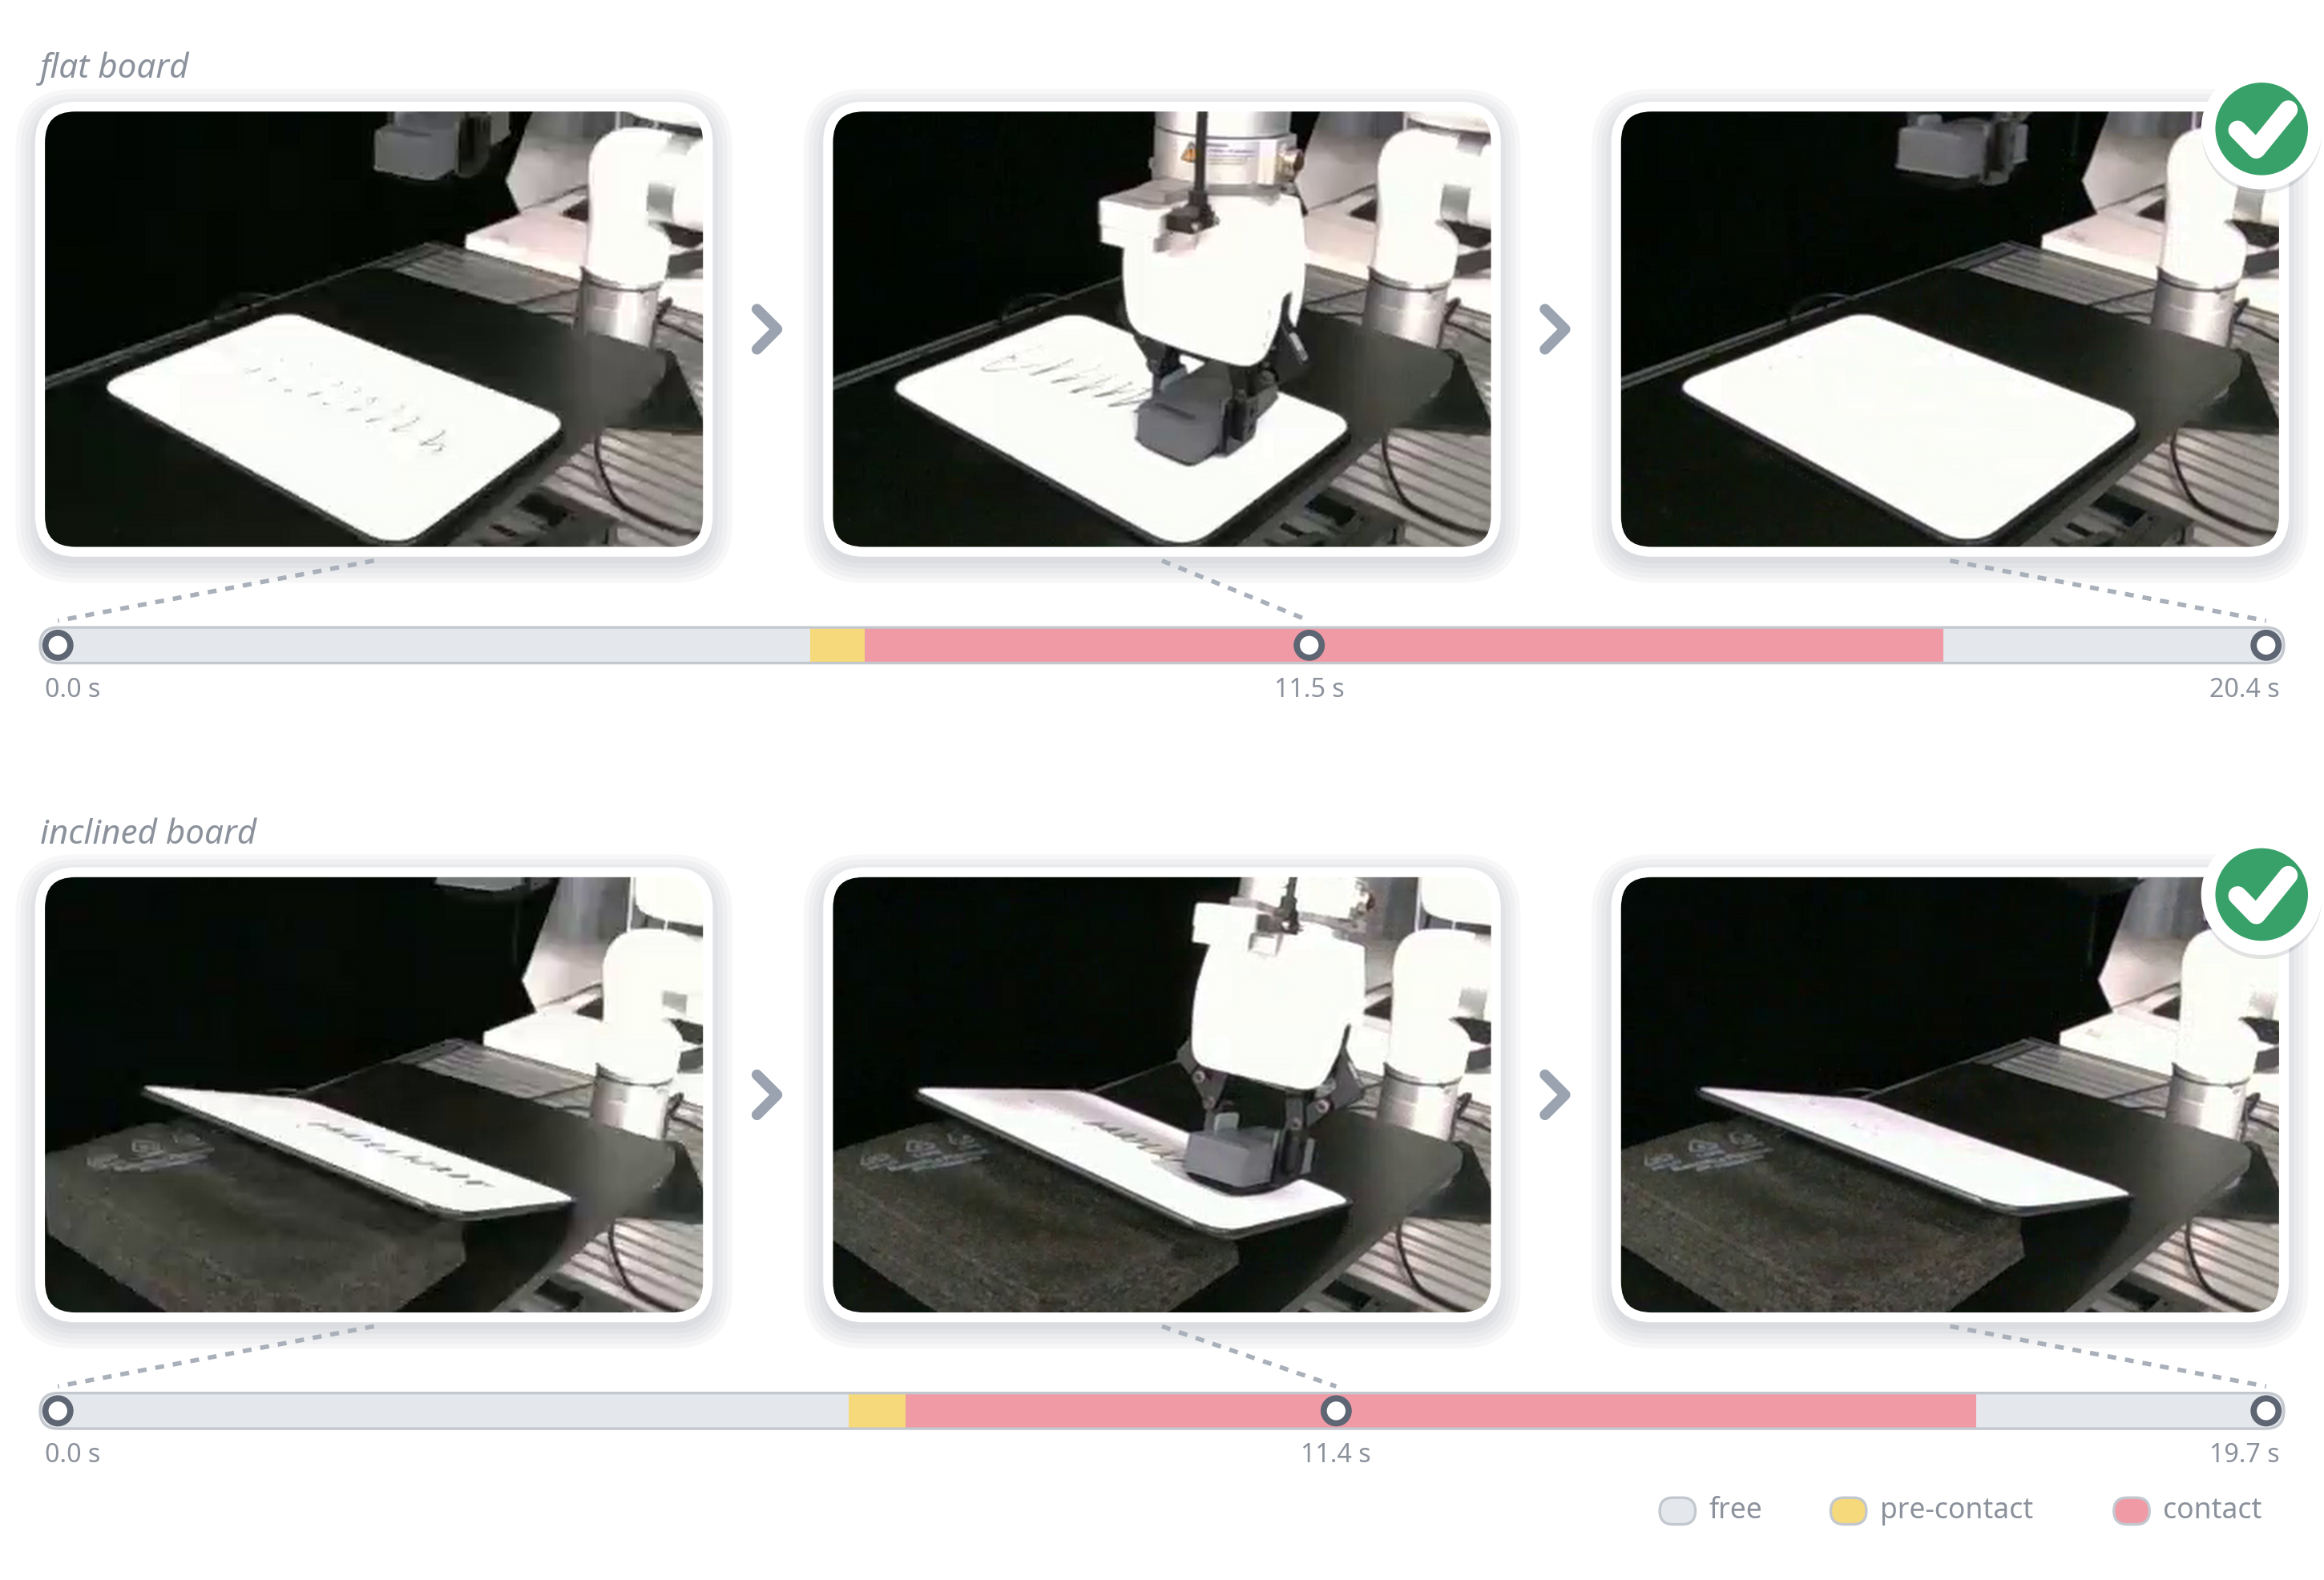 flat board
0.0 s
11.5 s
20.4 s
inclined board
0.0 s
11.4 s
19.7 s
free
pre-contact
contact